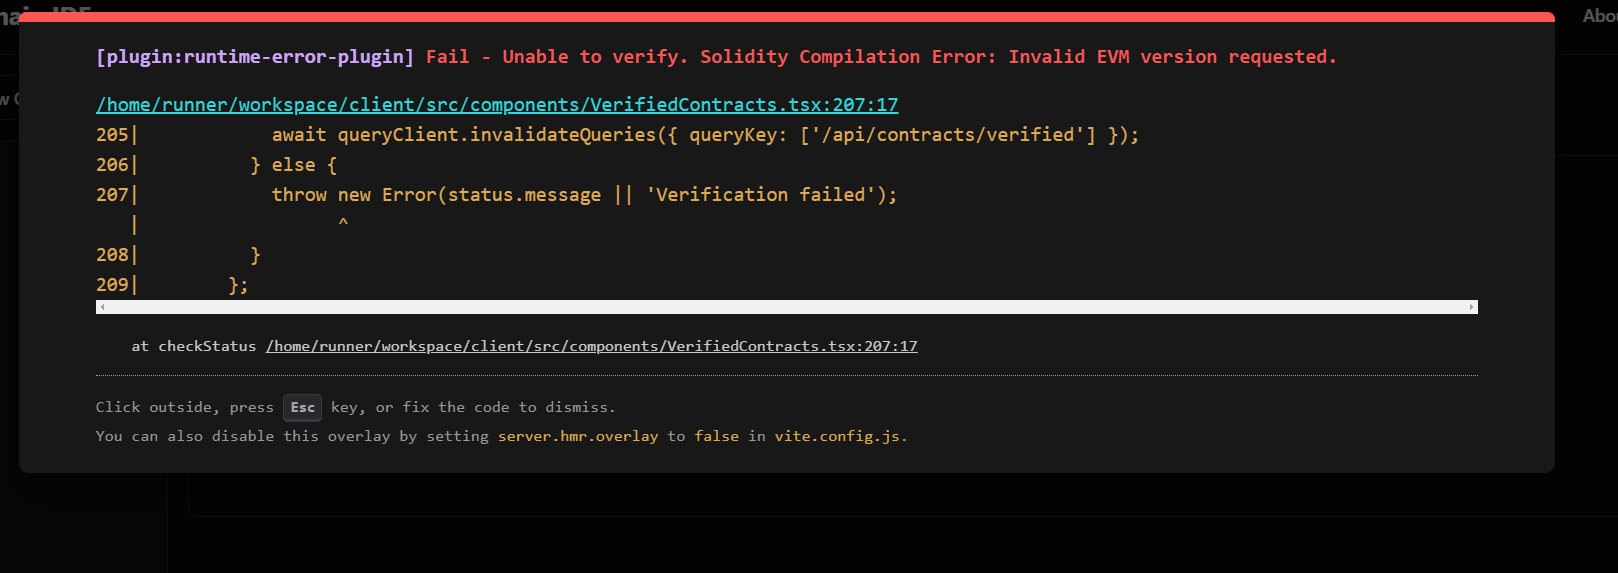 Abou
[plugin:runtime-error-plugin] Fail - Unable to verify. Solidity Compilation Error: Invalid EVM version requested.
/home/runner/workspace/client/src/components/VerifiedContracts.tsx:207:17
205|            await queryClient.invalidateQueries({ queryKey: ['/api/contracts/verified'] });
206|          } else {
207|            throw new Error(status.message || 'Verification failed');
   |                  ^
208|          }
209|        };
at checkStatus /home/runner/workspace/client/src/components/VerifiedContracts.tsx:207:17
Click outside, press Esc key, or fix the code to dismiss.
You can also disable this overlay by setting server.hmr.overlay to false in vite.config.js.